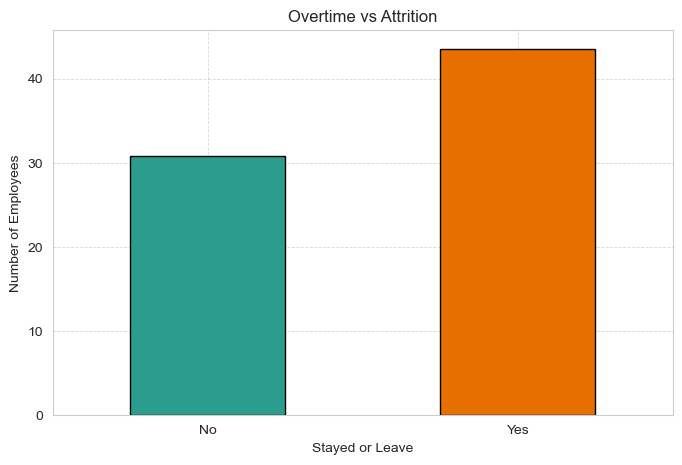 Overtime vs Attrition
Number of Employees
40
30
20
10
0
No
Yes
Stayed or Leave